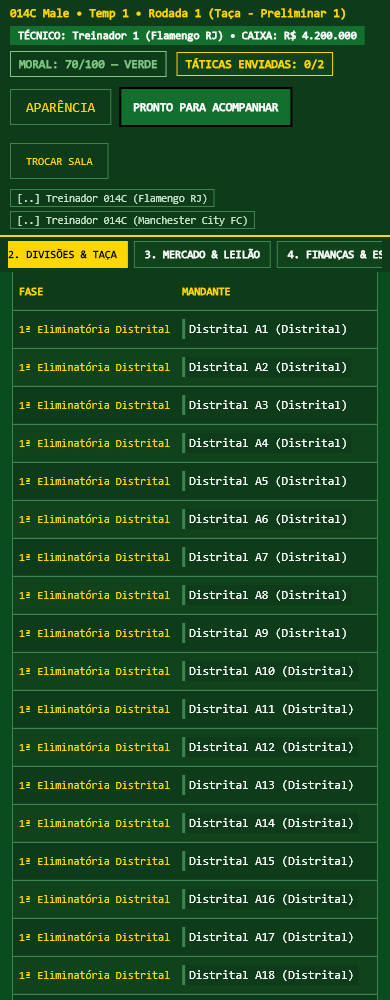 014C Male • Temp 1 • Rodada 1 (Taça - Preliminar 1)
TÉCNICO: Treinador 1 (Flamengo RJ) • CAIXA: R$ 4.200.000
MORAL: 70/100 — VERDE
TÁTICAS ENVIADAS: 0/2
APARÊNCIA
PRONTO PARA ACOMPANHAR
TROCAR SALA
[..] Treinador 014C (Flamengo RJ)
[..] Treinador 014C (Manchester City FC)
2. DIVISÕES & TAÇA
3. MERCADO & LEILÃO
4. FINANÇAS & ES
FASE MANDANTE
1ª Eliminatória Distrital Distrital A1 (Distrital)
1ª Eliminatória Distrital Distrital A2 (Distrital)
1ª Eliminatória Distrital Distrital A3 (Distrital)
1ª Eliminatória Distrital Distrital A4 (Distrital)
1ª Eliminatória Distrital Distrital A5 (Distrital)
1ª Eliminatória Distrital Distrital A6 (Distrital)
1ª Eliminatória Distrital Distrital A7 (Distrital)
1ª Eliminatória Distrital Distrital A8 (Distrital)
1ª Eliminatória Distrital Distrital A9 (Distrital)
1ª Eliminatória Distrital Distrital A10 (Distrital)
1ª Eliminatória Distrital Distrital A11 (Distrital)
1ª Eliminatória Distrital Distrital A12 (Distrital)
1ª Eliminatória Distrital Distrital A13 (Distrital)
1ª Eliminatória Distrital Distrital A14 (Distrital)
1ª Eliminatória Distrital Distrital A15 (Distrital)
1ª Eliminatória Distrital Distrital A16 (Distrital)
1ª Eliminatória Distrital Distrital A17 (Distrital)
1ª Eliminatória Distrital Distrital A18 (Distrital)